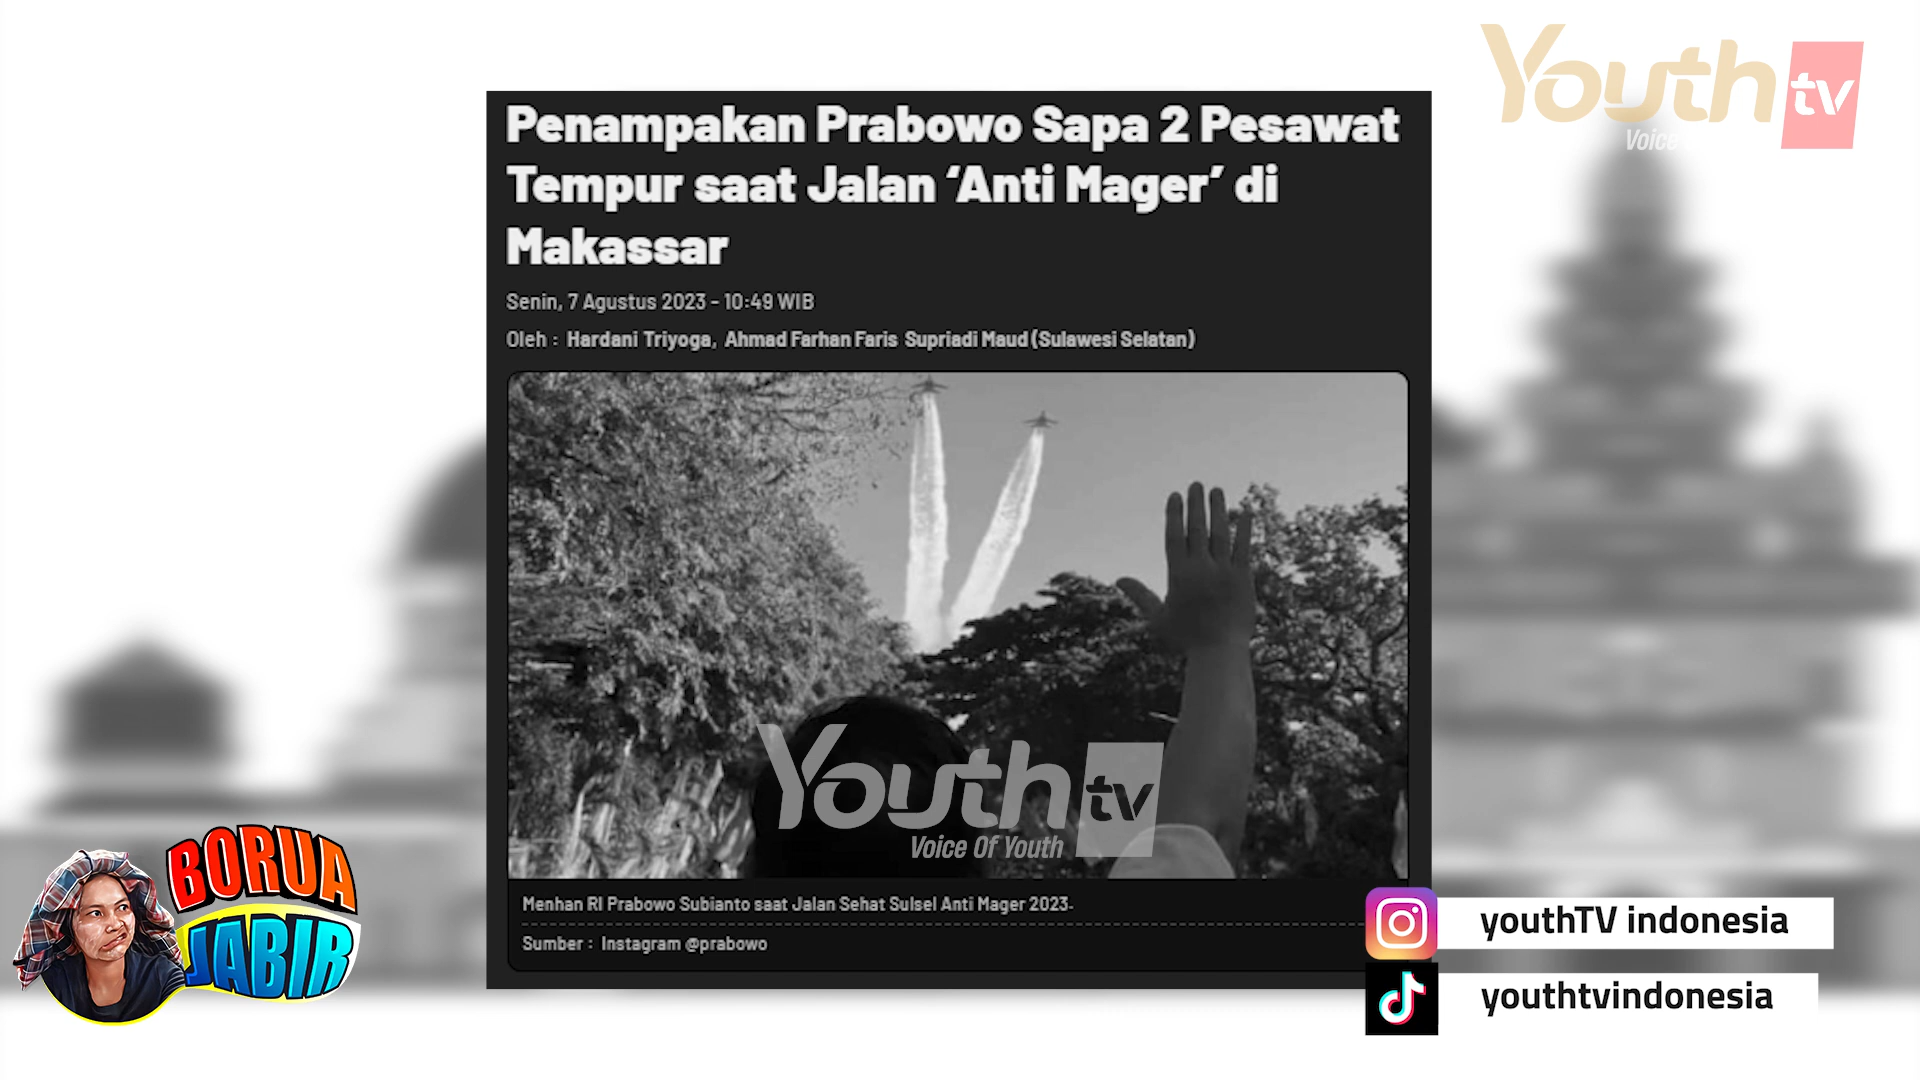 Youth tv
Voice
Penampakan Prabowo Sapa 2 Pesawat
Tempur saat Jalan ‘Anti Mager’ di
Makassar
Senin, 7 Agustus 2023 - 10:49 WIB
Oleh : Hardani Triyoga, Ahmad Farhan Faris Supriadi Maud (Sulawesi Selatan)
Youth tv
Voice Of Youth
Menhan RI Prabowo Subianto saat Jalan Sehat Sulsel Anti Mager 2023.
Sumber : Instagram @prabowo
BORUA
JABIR
youthTV indonesia
youthtvindonesia